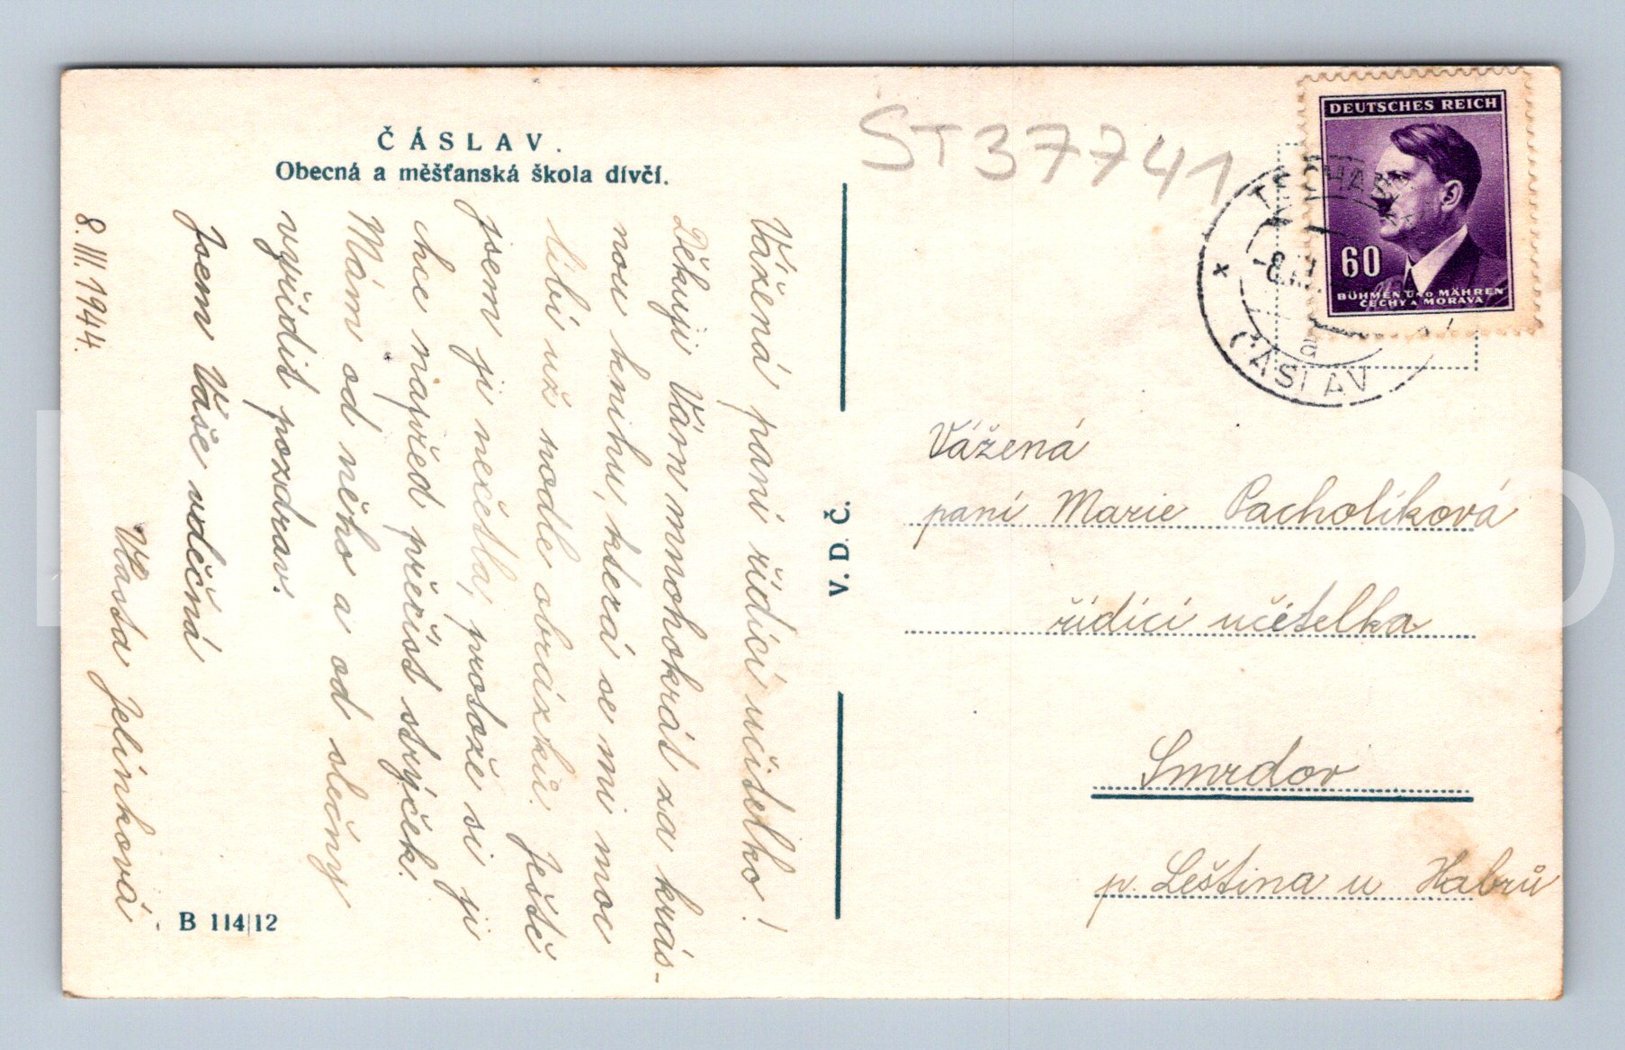 ČÁSLAV.
Obecná a měšťanská škola dívčí.
8.III.1944.
Vážená paní řídící učitelko!
Děkuji Vám mnohokrát za krás-
nou knihu, která se mi moc
líbí už podle obrázků. Ještě
jsem ji nečetla, protože si ji
chce napřed přečíst strýček.
Mám od něho a od slečny
vyřídit pozdrav.
Jsem Vaše vděčná
Vlasta Jelínková
B 114/12
V. D. Č.
ST37741
DEUTSCHES REICH
60
BÖHMEN UND MÄHREN
ČECHY A MORAVA
ČÁSLAV
a
Vážená
paní Marie Pacholíková
řídící učitelka
Smrdov
p. Leština u Habrů